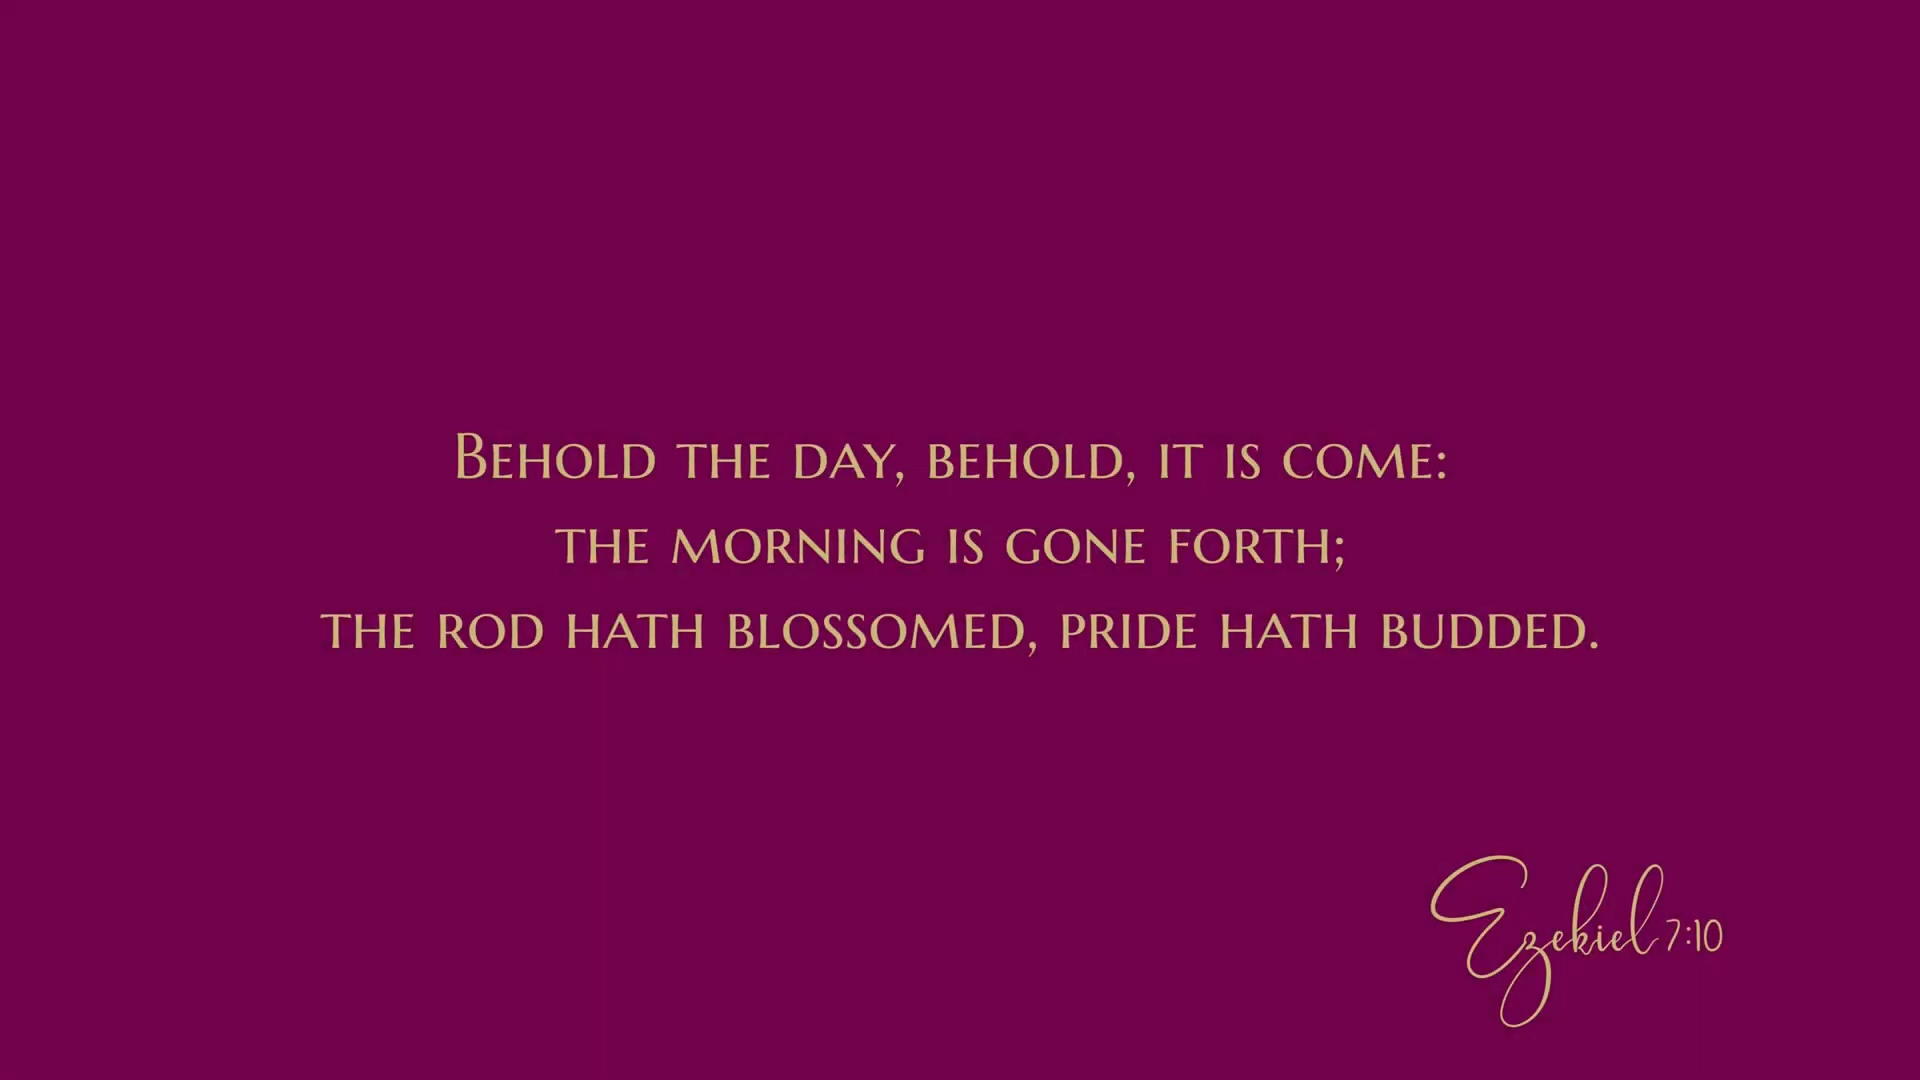 Behold the day, behold, it is come:
the morning is gone forth;
the rod hath blossomed, pride hath budded.
Ezekiel 7:10